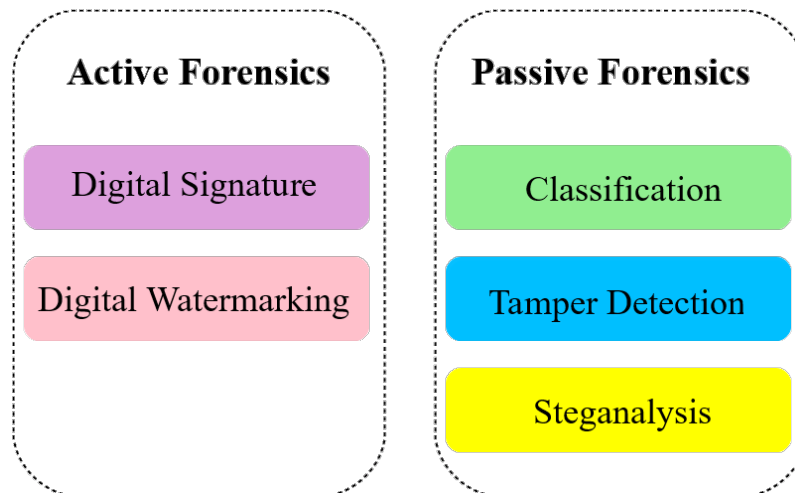 Active Forensics
Digital Signature
Digital Watermarking
Passive Forensics
Classification
Tamper Detection
Steganalysis